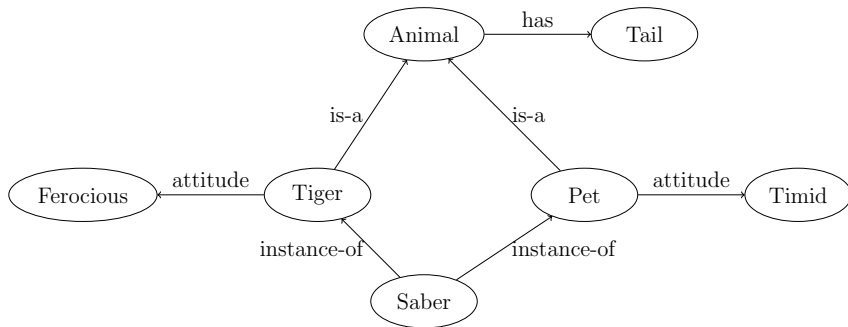 Animal
has
Tail
is-a
is-a
Ferocious
attitude
Tiger
Pet
attitude
Timid
instance-of
instance-of
Saber